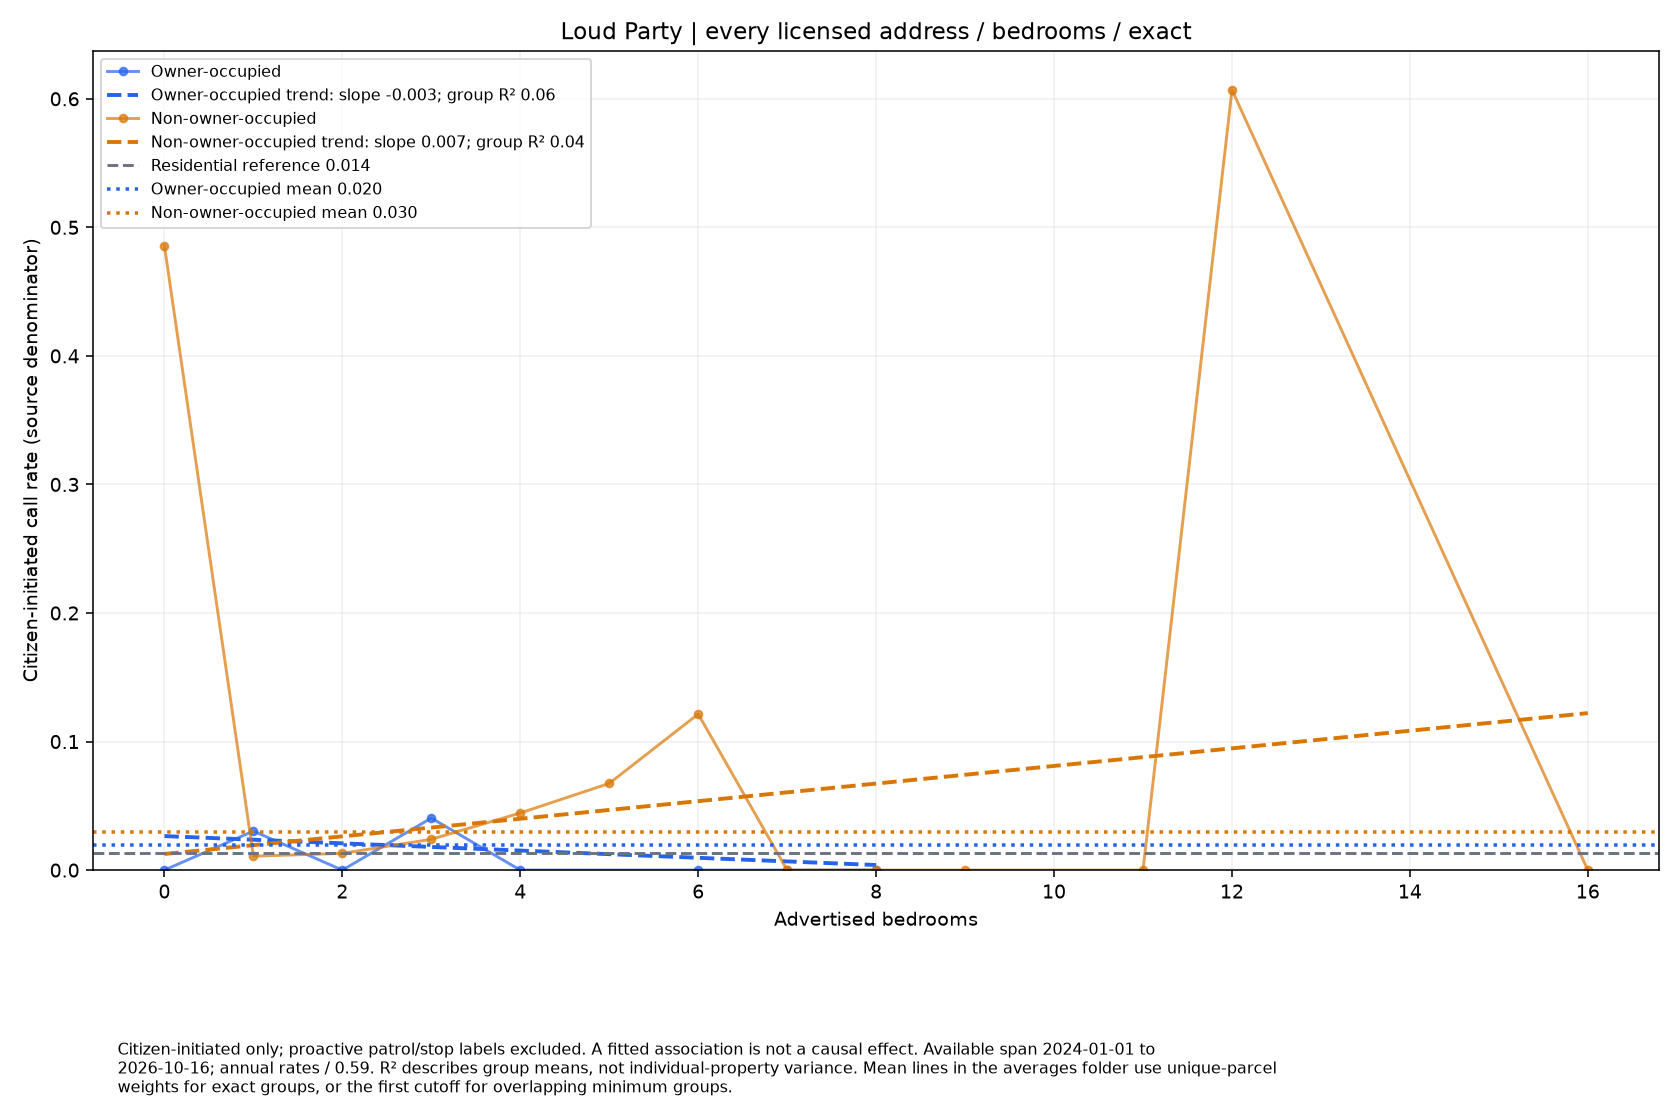 Loud Party | every licensed address / bedrooms / exact
Owner-occupied
Owner-occupied trend: slope -0.003; group R² 0.06
Non-owner-occupied
Non-owner-occupied trend: slope 0.007; group R² 0.04
Residential reference 0.014
Owner-occupied mean 0.020
Non-owner-occupied mean 0.030
Citizen-initiated call rate (source denominator)
0.6
0.5
0.4
0.3
0.2
0.1
0.0
0 2 4 6 8 10 12 14 16
Advertised bedrooms
Citizen-initiated only; proactive patrol/stop labels excluded. A fitted association is not a causal effect. Available span 2024-01-01 to
2026-10-16; annual rates / 0.59. R² describes group means, not individual-property variance. Mean lines in the averages folder use unique-parcel
weights for exact groups, or the first cutoff for overlapping minimum groups.